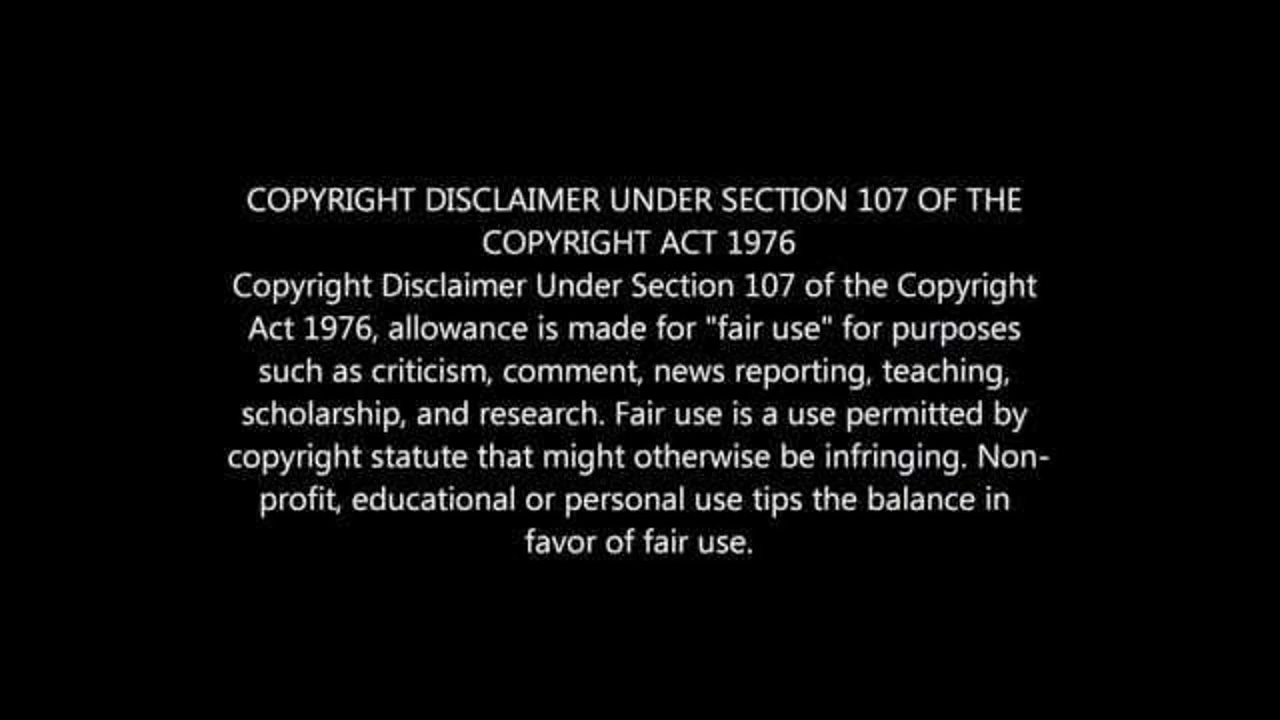 COPYRIGHT DISCLAIMER UNDER SECTION 107 OF THE
COPYRIGHT ACT 1976
Copyright Disclaimer Under Section 107 of the Copyright
Act 1976, allowance is made for "fair use" for purposes
such as criticism, comment, news reporting, teaching,
scholarship, and research. Fair use is a use permitted by
copyright statute that might otherwise be infringing. Non-
profit, educational or personal use tips the balance in
favor of fair use.